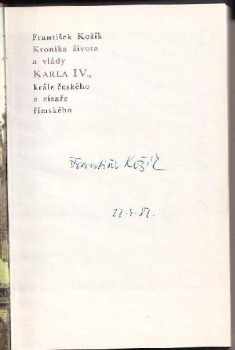 František Kožík
Kronika života
a vlády
KARLA IV.,
krále českého
a císaře
římského
František Kožík